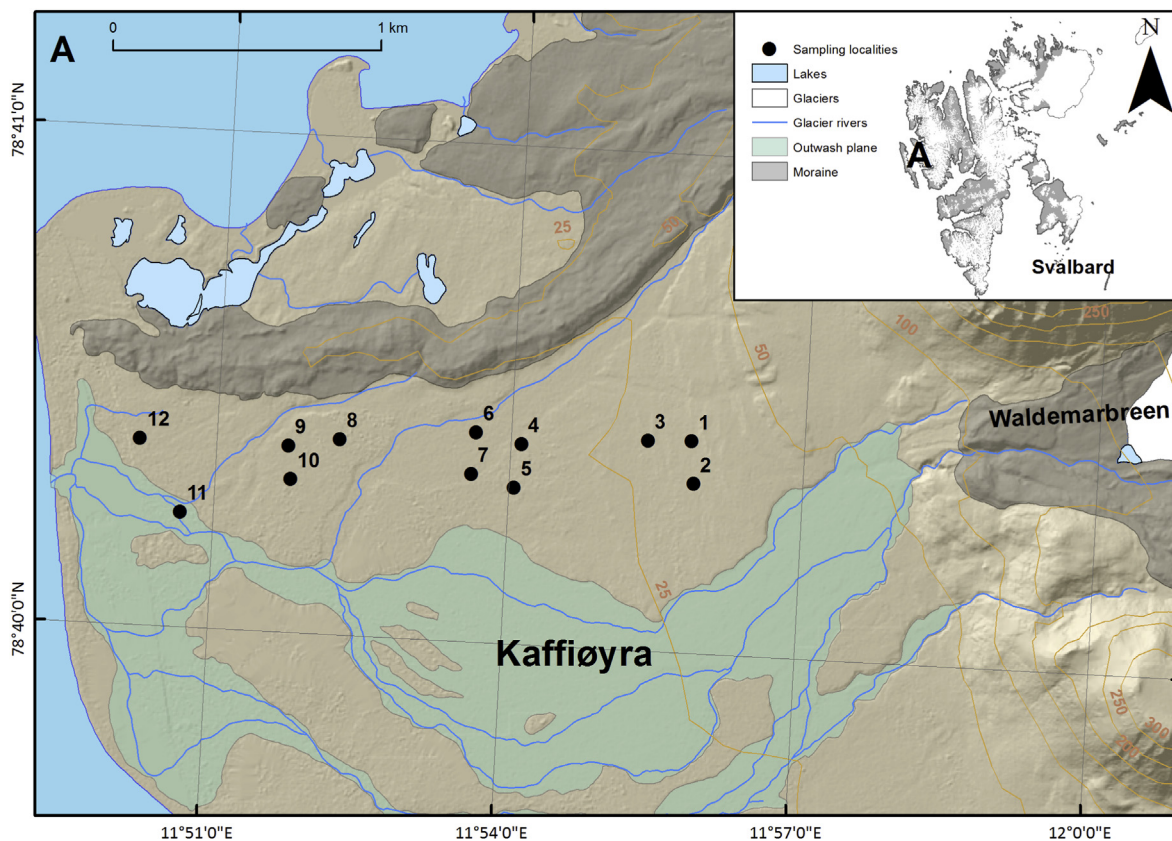 A
0 1 km
N
Sampling localities
Lakes
Glaciers
Glacier rivers
Outwash plane
Moraine
A
Svalbard
78°41'0"N
25
50
50
100
250
Waldemarbreen
12
9
8
6
4
3
1
10
7
5
2
11
25
78°40'0"N
Kaffiøyra
250
300
200
11°51'0"E 11°54'0"E 11°57'0"E 12°0'0"E